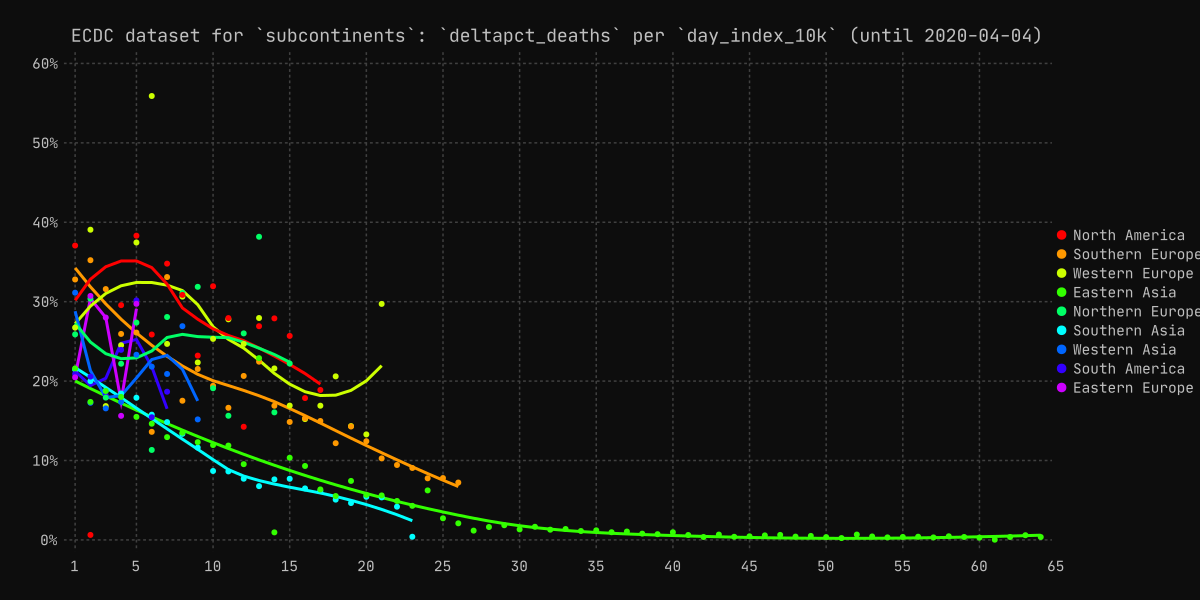 ECDC dataset for `subcontinents`: `deltapct_deaths` per `day_index_10k` (until 2020-04-04)
60%
50%
40%
30%
20%
10%
0%
1 5 10 15 20 25 30 35 40 45 50 55 60 65
North America
Southern Europe
Western Europe
Eastern Asia
Northern Europe
Southern Asia
Western Asia
South America
Eastern Europe